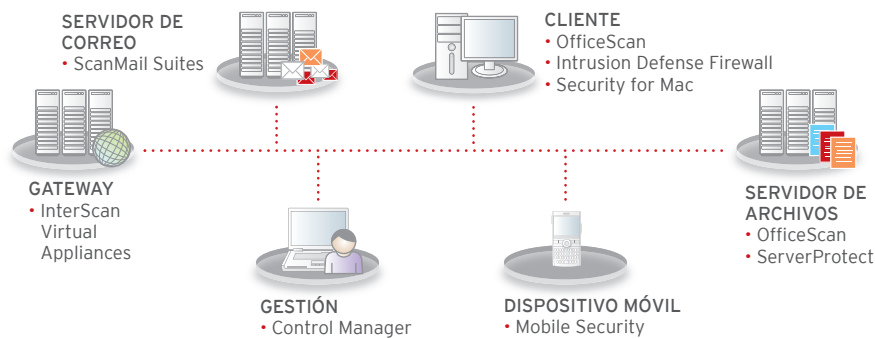 SERVIDOR DE
CORREO
• ScanMail Suites
CLIENTE
• OfficeScan
• Intrusion Defense Firewall
• Security for Mac
GATEWAY
• InterScan
Virtual
Appliances
SERVIDOR DE
ARCHIVOS
• OfficeScan
• ServerProtect
GESTIÓN
• Control Manager
DISPOSITIVO MÓVIL
• Mobile Security